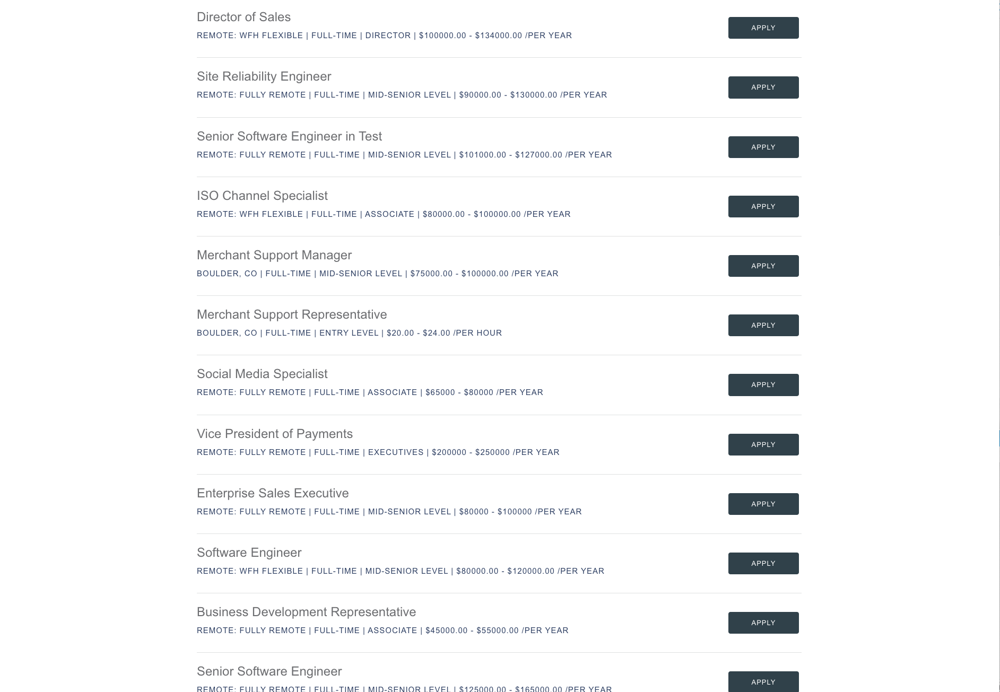 Director of Sales
REMOTE: WFH FLEXIBLE | FULL-TIME | DIRECTOR | $100000.00 - $134000.00 /PER YEAR
APPLY
Site Reliability Engineer
REMOTE: FULLY REMOTE | FULL-TIME | MID-SENIOR LEVEL | $90000.00 - $130000.00 /PER YEAR
APPLY
Senior Software Engineer in Test
REMOTE: FULLY REMOTE | FULL-TIME | MID-SENIOR LEVEL | $101000.00 - $127000.00 /PER YEAR
APPLY
ISO Channel Specialist
REMOTE: WFH FLEXIBLE | FULL-TIME | ASSOCIATE | $80000.00 - $100000.00 /PER YEAR
APPLY
Merchant Support Manager
BOULDER, CO | FULL-TIME | MID-SENIOR LEVEL | $75000.00 - $100000.00 /PER YEAR
APPLY
Merchant Support Representative
BOULDER, CO | FULL-TIME | ENTRY LEVEL | $20.00 - $24.00 /PER HOUR
APPLY
Social Media Specialist
REMOTE: FULLY REMOTE | FULL-TIME | ASSOCIATE | $65000 - $80000 /PER YEAR
APPLY
Vice President of Payments
REMOTE: FULLY REMOTE | FULL-TIME | EXECUTIVES | $200000 - $250000 /PER YEAR
APPLY
Enterprise Sales Executive
REMOTE: FULLY REMOTE | FULL-TIME | MID-SENIOR LEVEL | $80000 - $100000 /PER YEAR
APPLY
Software Engineer
REMOTE: WFH FLEXIBLE | FULL-TIME | MID-SENIOR LEVEL | $80000.00 - $120000.00 /PER YEAR
APPLY
Business Development Representative
REMOTE: FULLY REMOTE | FULL-TIME | ASSOCIATE | $45000.00 - $55000.00 /PER YEAR
APPLY
Senior Software Engineer
REMOTE: FULLY REMOTE | FULL-TIME | MID-SENIOR LEVEL | $125000.00 - $165000.00 /PER YEAR
APPLY